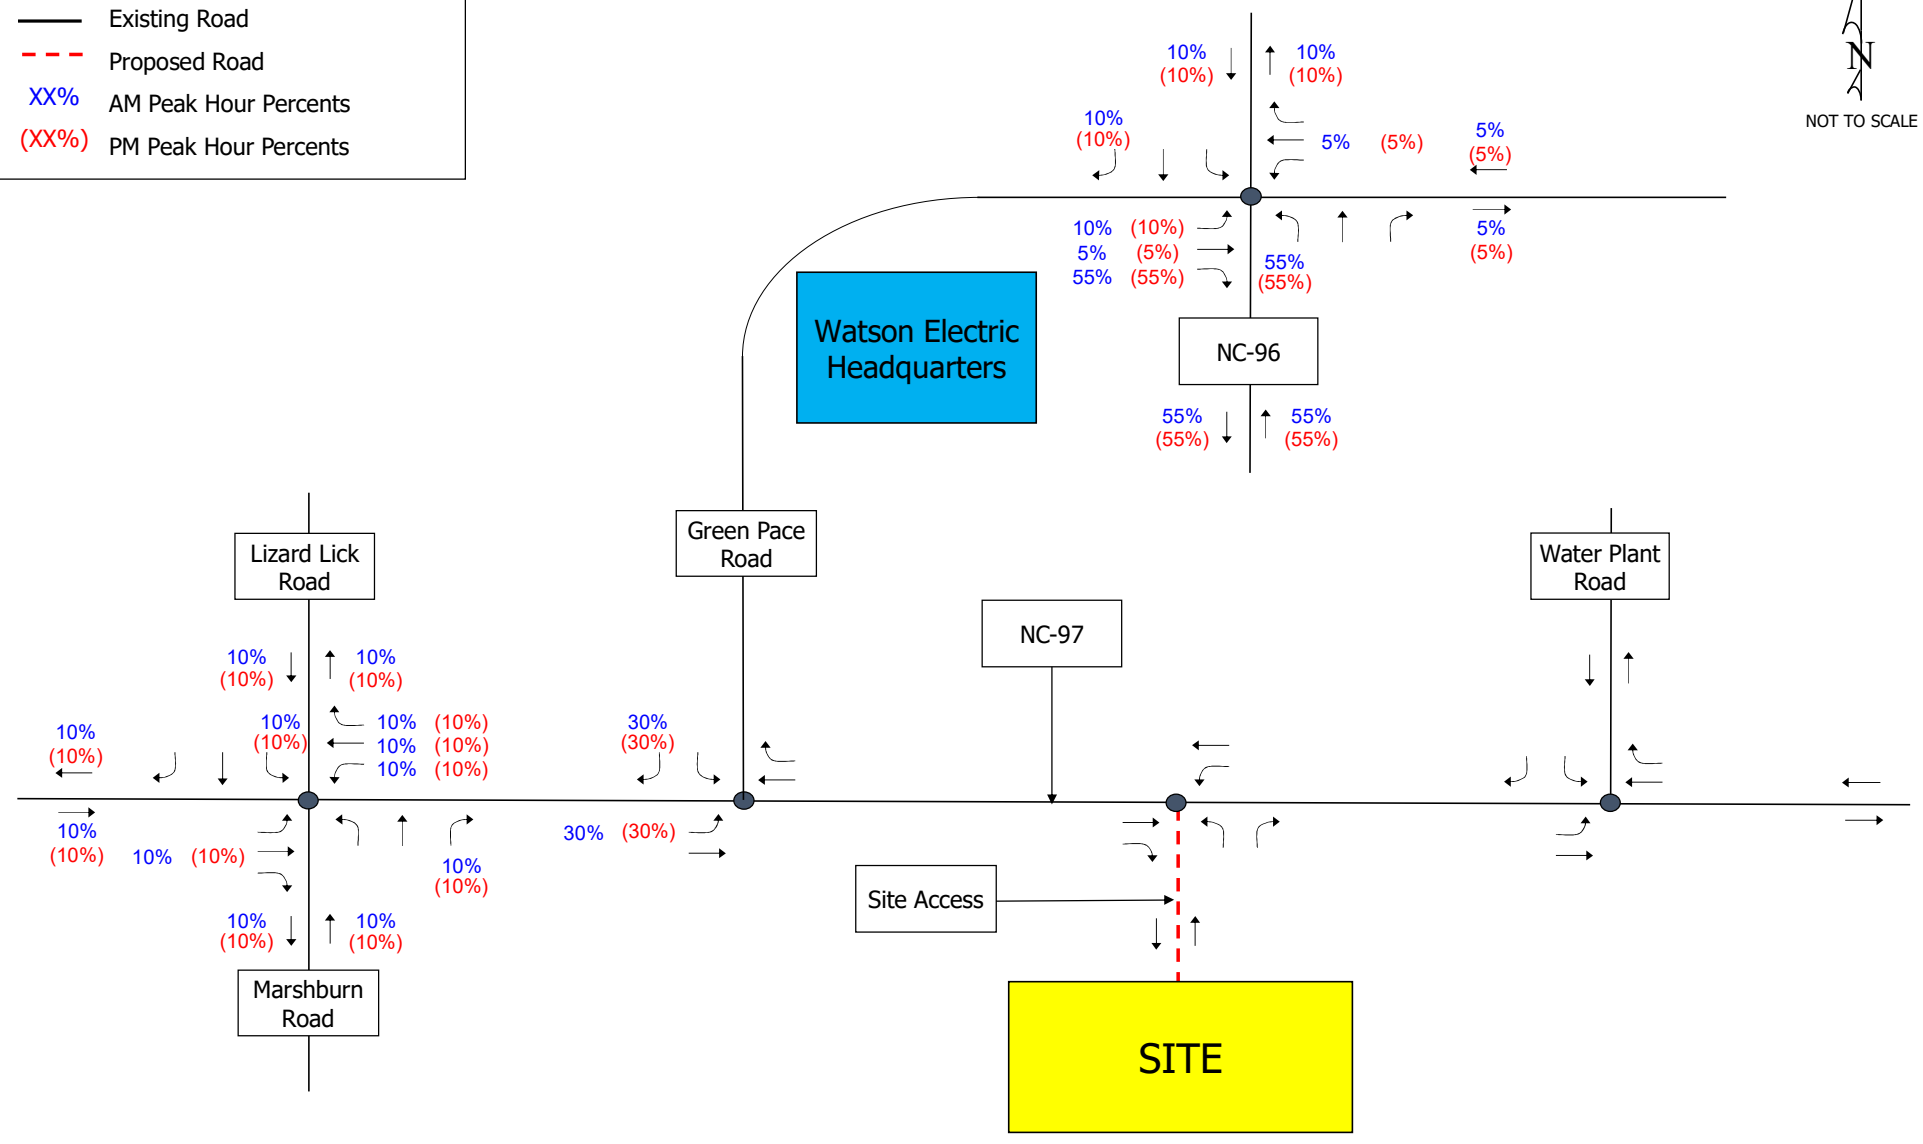 Existing Road
Proposed Road
XX% AM Peak Hour Percents
(XX%) PM Peak Hour Percents
N
NOT TO SCALE
10% 10%
(10%) (10%)
10%
(10%)
5% (5%)
5%
(5%)
10% (10%)
5% (5%)
55% (55%)
55%
(55%)
5%
(5%)
Watson Electric
Headquarters
NC-96
55% 55%
(55%) (55%)
Green Pace
Road
Lizard Lick
Road
Water Plant
Road
NC-97
10% 10%
(10%) (10%)
10%
(10%)
10%
(10%)
10% (10%)
10% (10%)
10% (10%)
30%
(30%)
10%
(10%)
10% (10%)
10%
(10%)
30% (30%)
Site Access
10% 10%
(10%) (10%)
Marshburn
Road
SITE